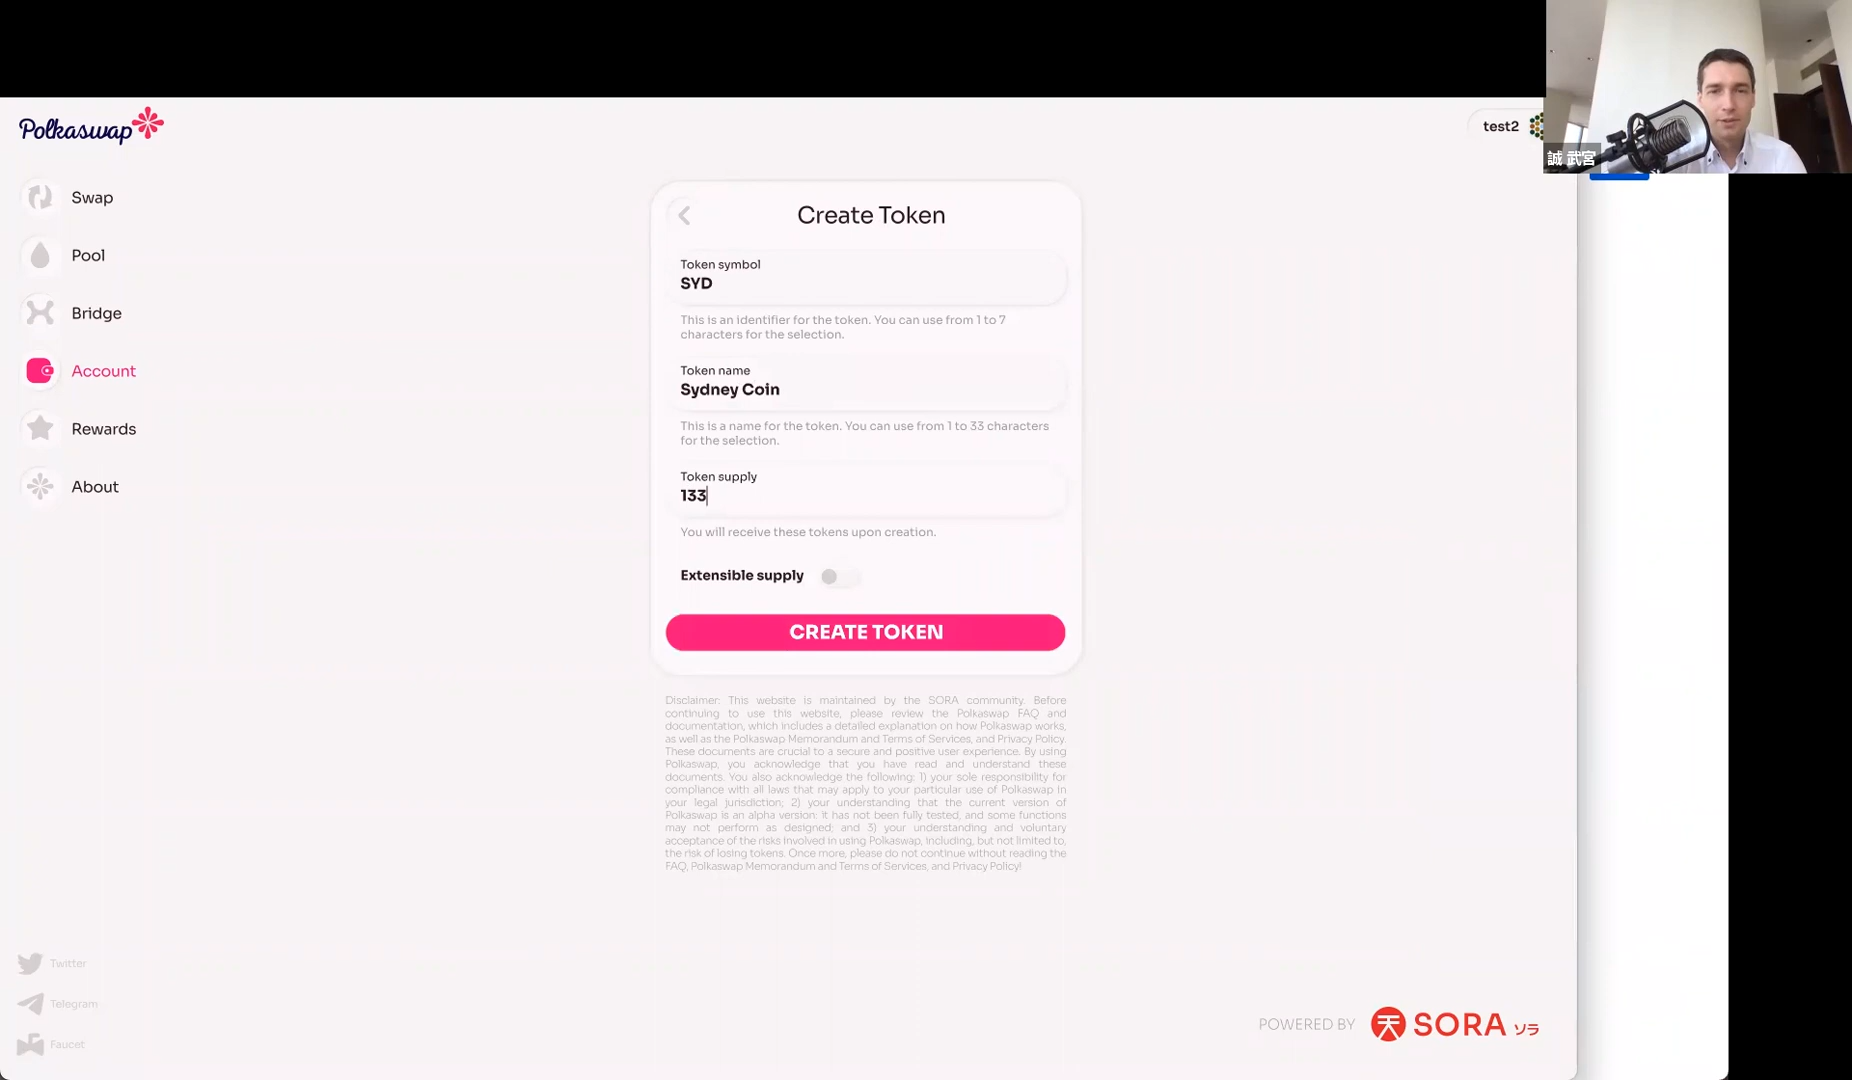 Polkaswap
test2
誠 武宮
Swap
Pool
Bridge
Account
Rewards
About
Create Token
Token symbol
SYD
This is an identifier for the token. You can use from 1 to 7
characters for the selection.
Token name
Sydney Coin
This is a name for the token. You can use from 1 to 33 characters
for the selection.
Token supply
133
You will receive these tokens upon creation.
Extensible supply
CREATE TOKEN
Disclaimer: This website is maintained by the SORA community. Before
continuing to use this website, please review the Polkaswap FAQ and
documentation, which includes a detailed explanation on how Polkaswap works,
as well as the Polkaswap Memorandum and Terms of Services, and Privacy Policy.
These documents are crucial to a secure and positive user experience. By using
Polkaswap, you acknowledge that you have read and understand these
documents. You also acknowledge the following: 1) your sole responsibility for
compliance with all laws that may apply to your particular use of Polkaswap in
your legal jurisdiction; 2) your understanding that the current version of
Polkaswap is an alpha version: it has not been fully tested, and some functions
may not perform as designed; and 3) your understanding and voluntary
acceptance of the risks involved in using Polkaswap, including, but not limited to,
the risk of losing tokens. Once more, please do not continue without reading the
FAQ, Polkaswap Memorandum and Terms of Services, and Privacy Policy!
Twitter
Telegram
Faucet
POWERED BY
天 SORA ソラ